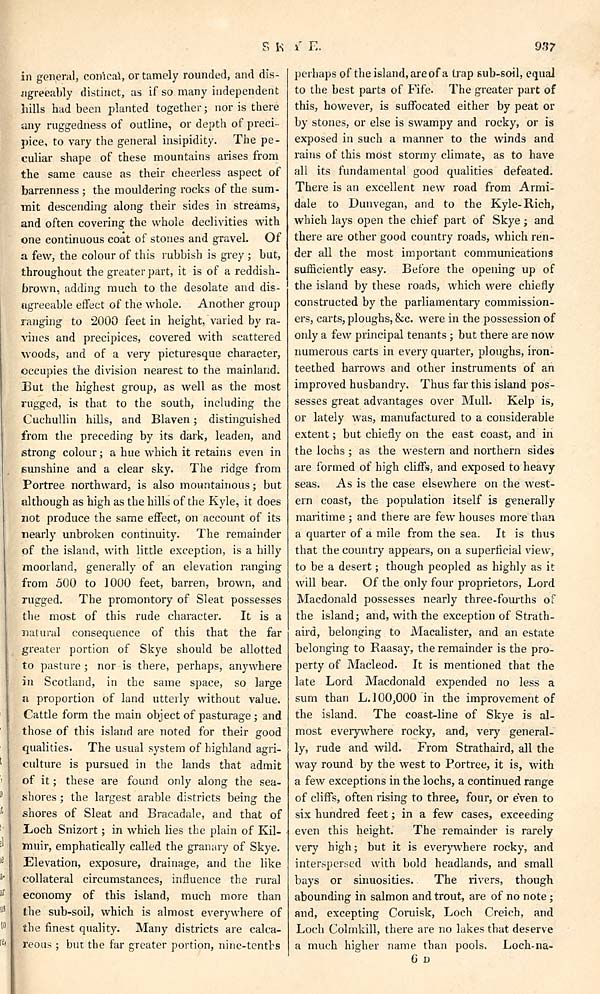 SKYE.
937
in general, conical, or tamely rounded, and dis-
agreeably distinct, as if so many independent
hills had been planted together; nor is there
any ruggedness of outline, or depth of preci-
pice, to vary the general insipidity. The pe-
culiar shape of these mountains arises from
the same cause as their cheerless aspect of
barrenness; the mouldering rocks of the sum-
mit descending along their sides in streams,
and often covering the whole declivities with
one continuous coat of stones and gravel. Of
a few, the colour of this rubbish is grey; but,
throughout the greater part, it is of a reddish-
brown, adding much to the desolate and dis-
agreeable effect of the whole. Another group
ranging to 2000 feet in height, varied by ra-
vines and precipices, covered with scattered
woods, and of a very picturesque character,
occupies the division nearest to the mainland.
But the highest group, as well as the most
rugged, is that to the south, including the
Cuchullin hills, and Blaven; distinguished
from the preceding by its dark, leaden, and
strong colour; a hue which it retains even in
sunshine and a clear sky. The ridge from
Portree northward, is also mountainous; but
although as high as the hills of the Kyle, it does
not produce the same effect, on account of its
nearly unbroken continuity. The remainder
of the island, with little exception, is a hilly
moorland, generally of an elevation ranging
from 500 to 1000 feet, barren, brown, and
rugged. The promontory of Sleat possesses
the most of this rude character. It is a
natural consequence of this that the far
greater portion of Skye should be allotted
to pasture; nor is there, perhaps, anywhere
in Scotland, in the same space, so large
a proportion of land utterly without value.
Cattle form the main object of pasturage; and
those of this island are noted for their good
qualities. The usual system of highland agri-
culture is pursued in the lands that admit
of it; these are found only along the sea-
shores; the largest arable districts being the
shores of Sleat and Bracadale, and that of
Loch Snizort; in which lies the plain of Kil-
muir, emphatically called the granary of Skye.
Elevation, exposure, drainage, and the like
collateral circumstances, influence the rural
economy of this island, much more than
the sub-soil, which is almost everywhere of
the finest quality. Many districts are calca-
reous; but the far greater portion, nine-tenths
perhaps of the island, are of a trap sub-soil, equal
to the best parts of Fife. The greater part of
this, however, is suffocated either by peat or
by stones, or else is swampy and rocky, or is
exposed in such a manner to the winds and
rains of this most stormy climate, as to have
all its fundamental good qualities defeated.
There is an excellent new road from Armi-
dale to Dunvegan, and to the Kyle-Rich,
which lays open the chief part of Skye; and
there are other good country roads, which ren-
der all the most important communications
sufficiently easy. Before the opening up of
the island by these roads, which were chiefly
constructed by the parliamentary commission-
ers, carts, ploughs, &c. were in the possession of
only a few principal tenants; but there are now
numerous carts in every quarter, ploughs, iron-
teethed harrows and other instruments of an
improved husbandry. Thus far this island pos-
sesses great advantages over Mull. Kelp is,
or lately was, manufactured to a considerable
extent; but chiefly on the east coast, and in
the lochs; as the western and northern sides
are formed of high cliffs, and exposed to heavy
seas. As is the case elsewhere on the west-
ern coast, the population itself is generally
maritime; and there are few houses more than
a quarter of a mile from the sea. It is thus
that the country appears, on a superficial view,
to be a desert; though peopled as highly as it
will bear. Of the only four proprietors, Lord
Macdonald possesses nearly three-fourths of
the island; and, with the exception of Strath-
aird, belonging to Macalister, and an estate
belonging to Raasay, the remainder is the pro-
perty of Macleod. It is mentioned that the
late Lord Macdonald expended no less a
sum than L.100,000 in the improvement of
the island. The coast-line of Skye is al-
most everywhere rocky, and, very general-
ly, rude and wild. From Strathaird, all the
way round by the west to Portree, it is, with
a few exceptions in the lochs, a continued range
of cliffs, often rising to three, four, or even to
six hundred feet; in a few cases, exceeding
even this height. The remainder is rarely
very high; but it is everywhere rocky, and
interspersed with bold headlands, and small
bays or sinuosities. The rivers, though
abounding in salmon and trout, are of no note;
and, excepting Coruisk, Loch Creich, and
Loch Colmkill, there are no lakes that deserve
a much higher name than pools. Loch-na-
6 D